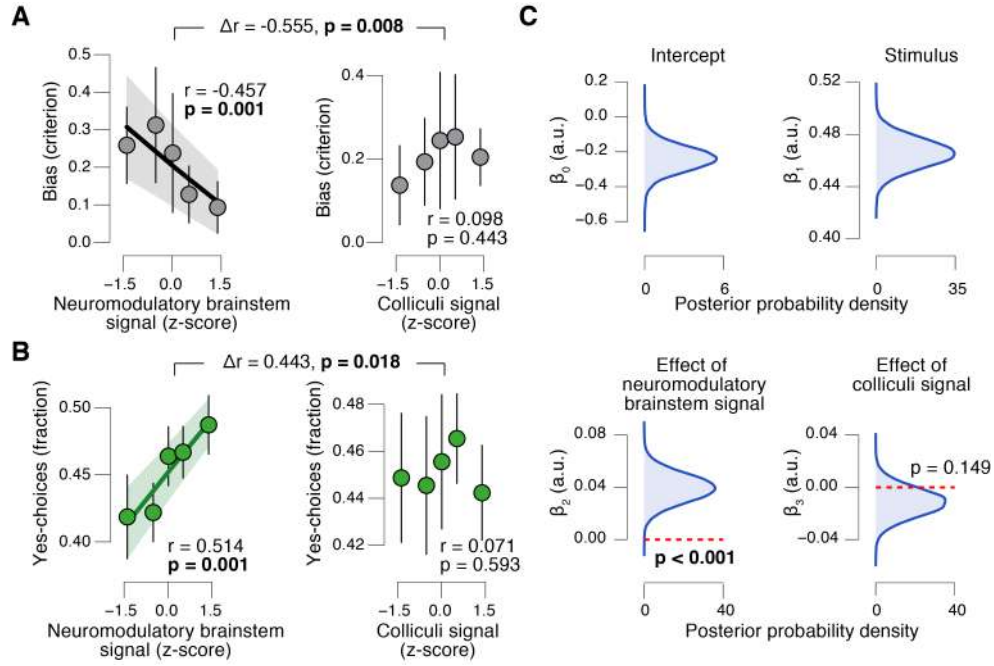 A
Δr = -0.555, p = 0.008
Bias (criterion)
0.5
0.4
0.3
0.2
0.1
0.0
r = -0.457
p = 0.001
−1.5
0.0
1.5
Neuromodulatory brainstem
signal (z-score)
Bias (criterion)
0.4
0.2
0.0
r = 0.098
p = 0.443
−1.5
0.0
1.5
Colliculi signal
(z-score)
B
Δr = 0.443, p = 0.018
Yes-choices (fraction)
0.50
0.45
0.40
r = 0.514
p = 0.001
−1.5
0.0
1.5
Neuromodulatory brainstem
signal (z-score)
Yes-choices (fraction)
0.48
0.46
0.44
0.42
r = 0.071
p = 0.593
−1.5
0.0
1.5
Colliculi signal
(z-score)
C
Intercept
β0 (a.u.)
0.2
0.0
−0.2
−0.4
−0.6
0
6
Stimulus
β1 (a.u.)
0.52
0.48
0.44
0.40
0
35
Posterior probability density
Effect of
neuromodulatory
brainstem signal
β2 (a.u.)
0.08
0.04
0.00
p < 0.001
0
40
Effect of
colliculi signal
β3 (a.u.)
0.04
0.00
−0.04
p = 0.149
0
40
Posterior probability density